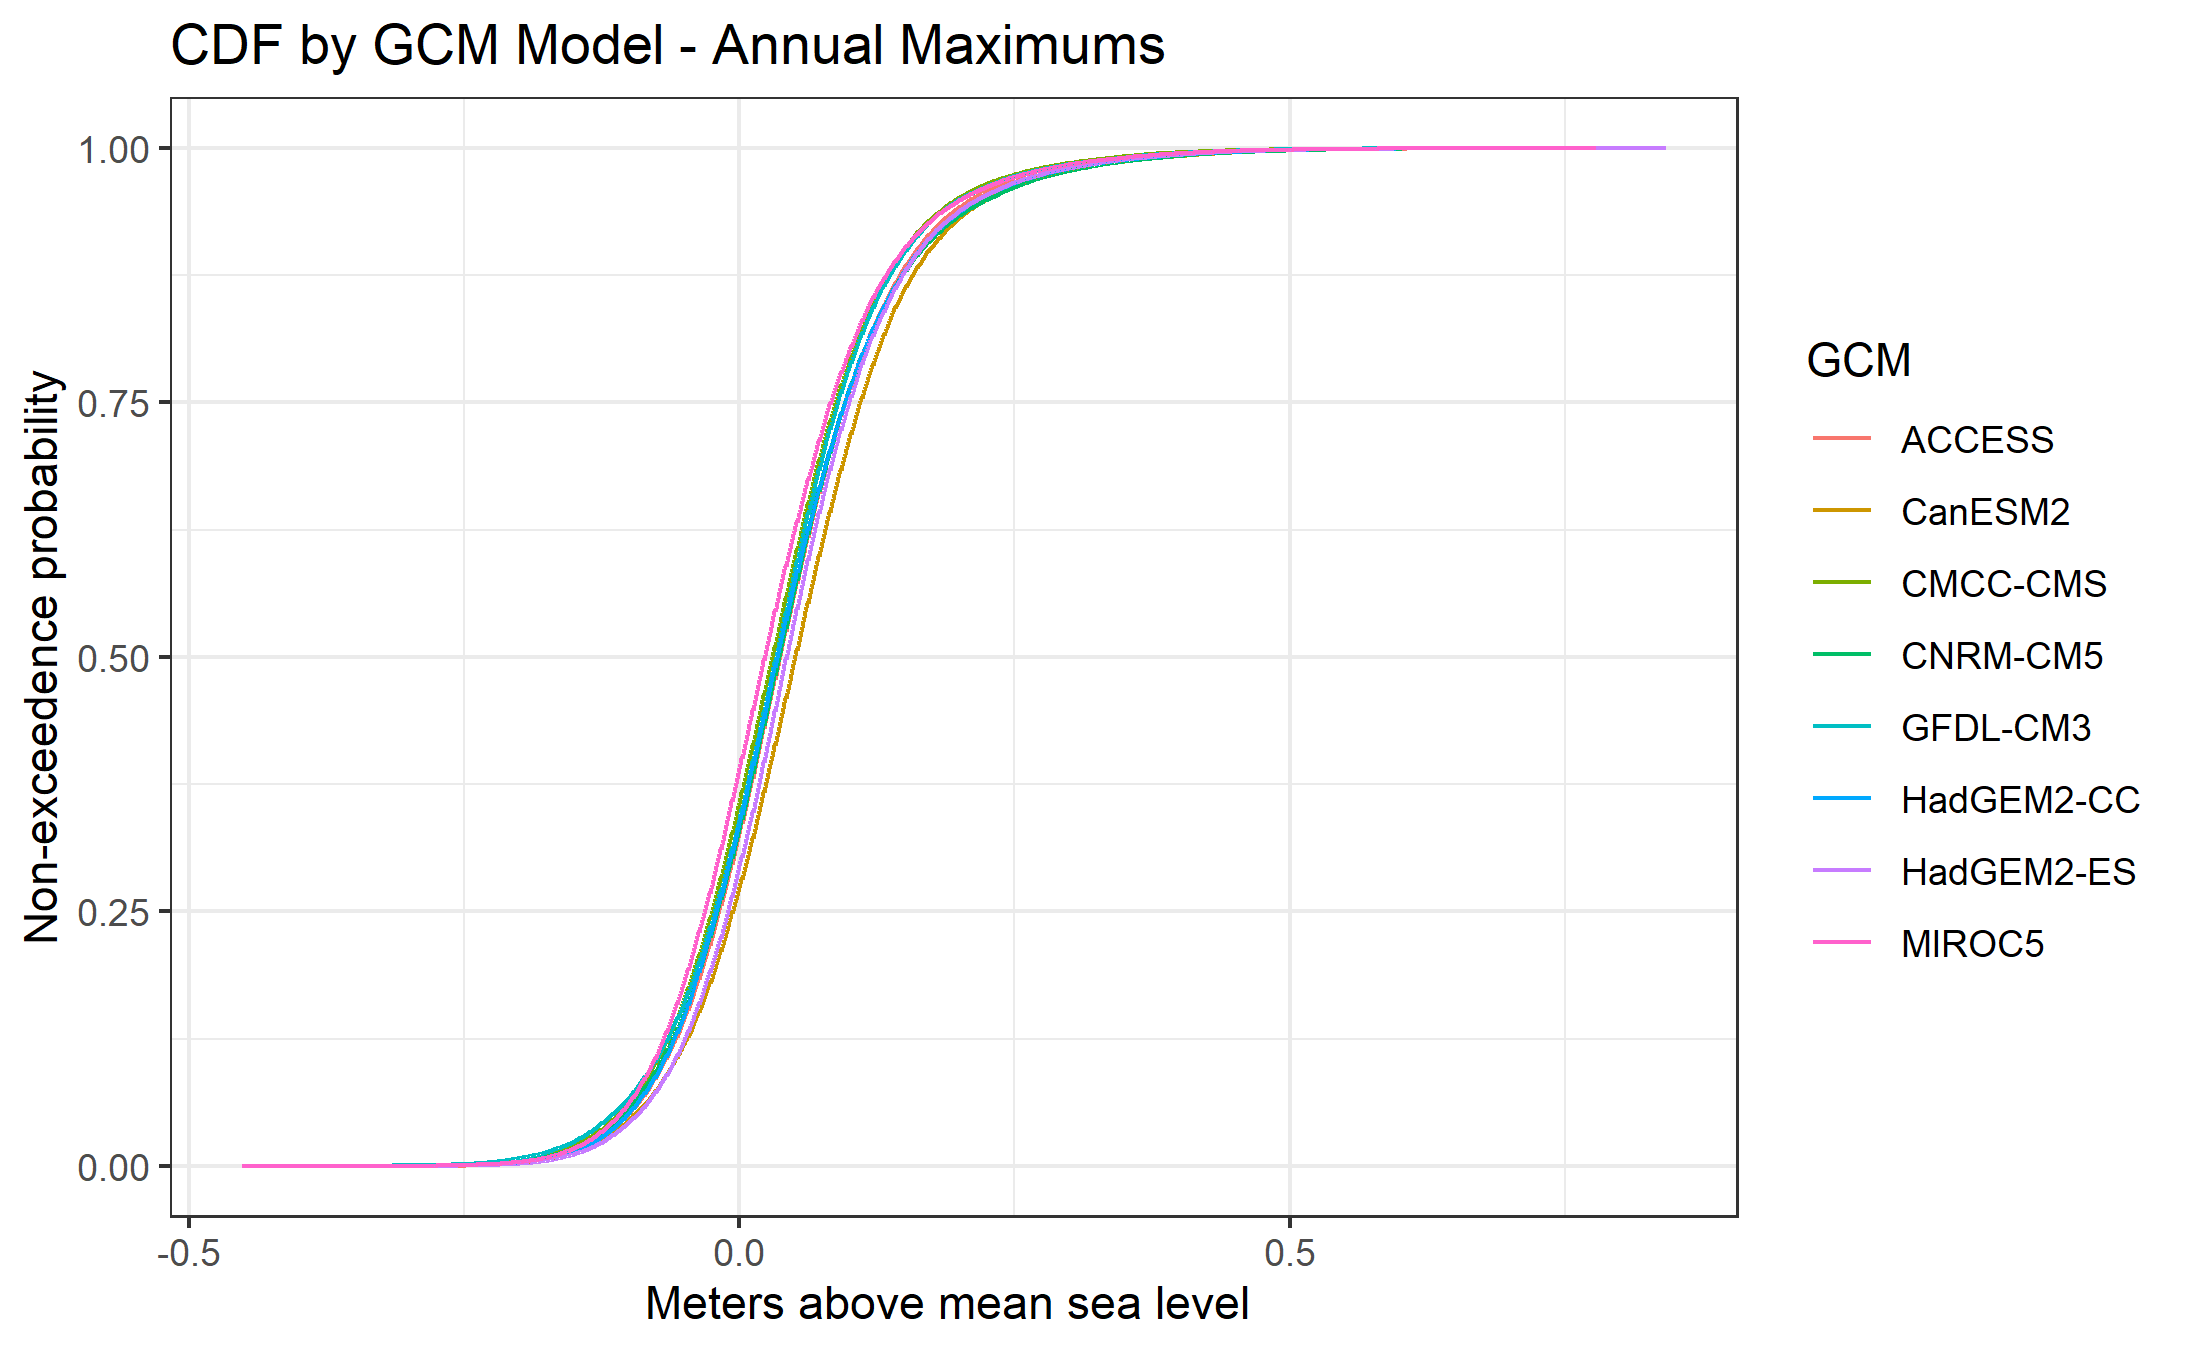 CDF by GCM Model - Annual Maximums
Non-exceedence probability
1.00
0.75
0.50
0.25
0.00
-0.5
0.0
0.5
Meters above mean sea level
GCM
ACCESS
CanESM2
CMCC-CMS
CNRM-CM5
GFDL-CM3
HadGEM2-CC
HadGEM2-ES
MIROC5